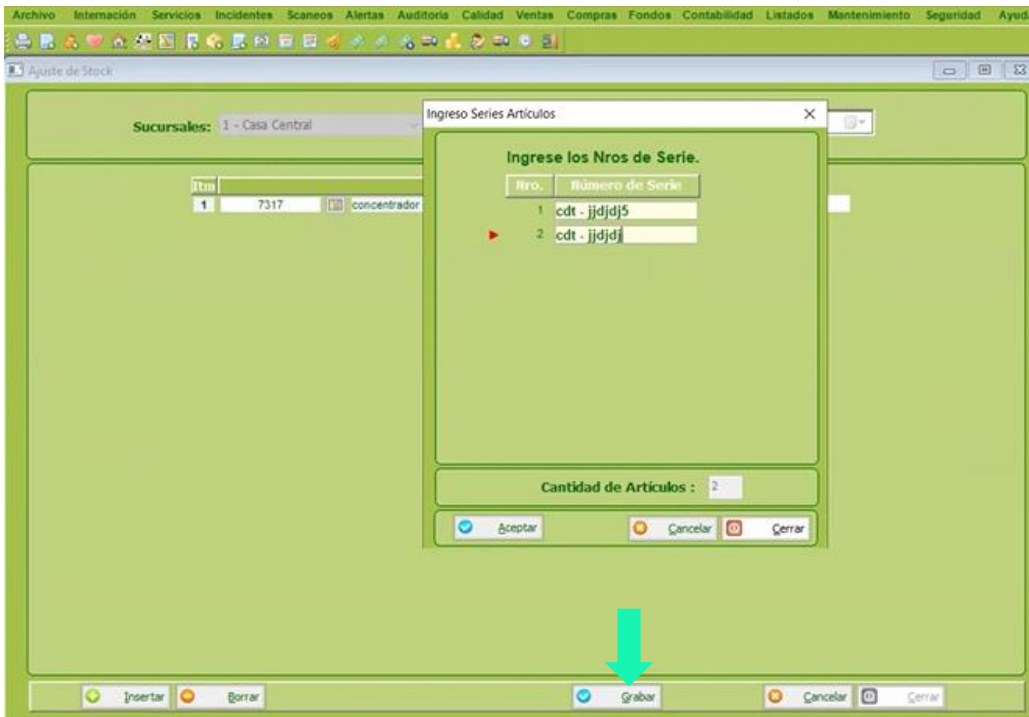 Archivo Internación Servicios Incidentes Scaneos Alertas Auditoria Calidad Ventas Compras Fondos Contabilidad Listados Mantenimiento Seguridad Ayud
Ajuste de Stock
Sucursales: 1 - Casa Central
Itm
1 7317 concentrador
Ingreso Series Artículos
Ingrese los Nros de Serie.
Nro. Número de Serie
1 cdt - jjdjdj5
2 cdt - jjdjdj
Cantidad de Artículos : 2
Aceptar Cancelar Cerrar
Insertar Borrar Grabar Cancelar Cerrar